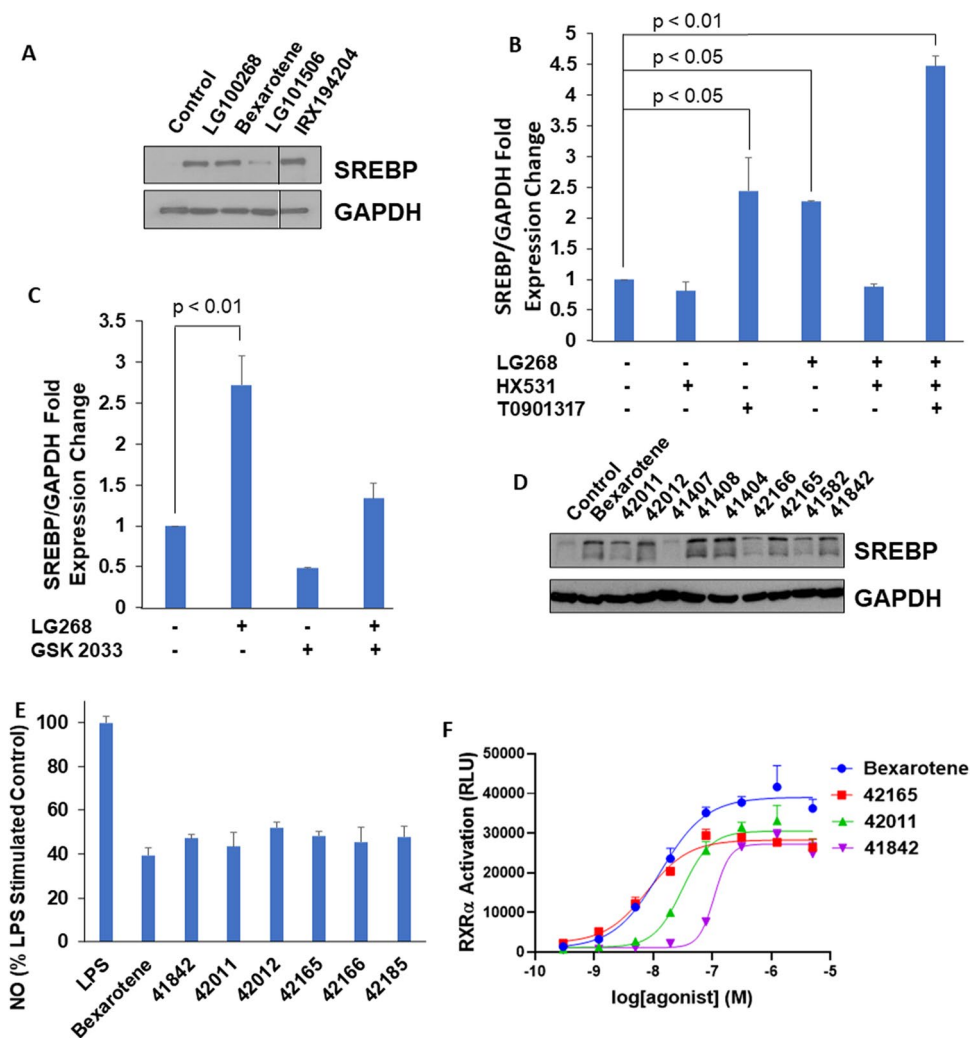 A
Control
LG100268
Bexarotene
LG101506
IRX194204
SREBP
GAPDH
B
p < 0.01
p < 0.05
p < 0.05
SREBP/GAPDH Fold
Expression Change
5
4.5
4
3.5
3
2.5
2
1.5
1
0.5
0
LG268 - - - + + +
HX531 - + - - + +
T0901317 - - + - - +
C
p < 0.01
SREBP/GAPDH Fold
Expression Change
3.5
3
2.5
2
1.5
1
0.5
0
LG268 - + - +
GSK 2033 - - + +
D
Control
Bexarotene
42011
42012
41407
41408
41404
42166
42165
41582
41842
SREBP
GAPDH
E
NO (% LPS Stimulated Control)
100
80
60
40
20
0
LPS
Bexarotene
41842
42011
42012
42165
42166
42185
F
RXRα Activation (RLU)
50000
40000
30000
20000
10000
0
-10 -9 -8 -7 -6 -5
log[agonist] (M)
Bexarotene
42165
42011
41842